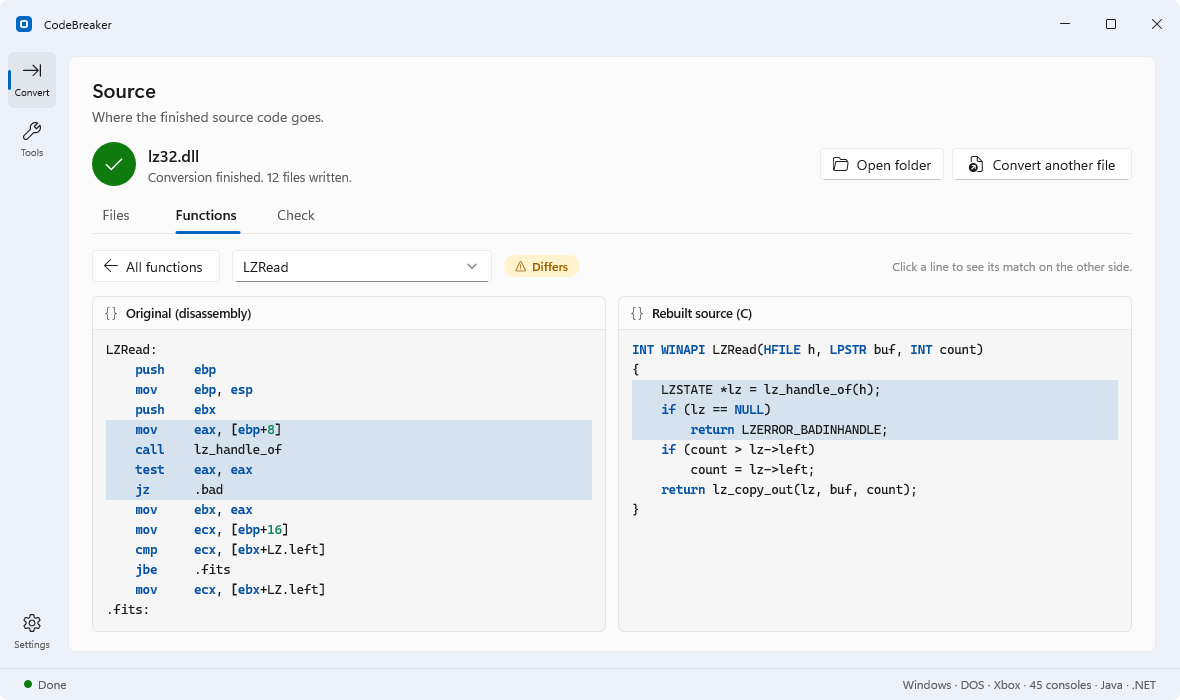 CodeBreaker
Convert
Tools
Source
Where the finished source code goes.
lz32.dll
Conversion finished. 12 files written.
Open folder
Convert another file
Files
Functions
Check
All functions
LZRead
Differs
Click a line to see its match on the other side.
{} Original (disassembly)
LZRead:
    push    ebp
    mov     ebp, esp
    push    ebx
    mov     eax, [ebp+8]
    call    lz_handle_of
    test    eax, eax
    jz      .bad
    mov     ebx, eax
    mov     ecx, [ebp+16]
    cmp     ecx, [ebx+LZ.left]
    jbe     .fits
    mov     ecx, [ebx+LZ.left]
.fits:
{} Rebuilt source (C)
INT WINAPI LZRead(HFILE h, LPSTR buf, INT count)
{
    LZSTATE *lz = lz_handle_of(h);
    if (lz == NULL)
        return LZERROR_BADINHANDLE;
    if (count > lz->left)
        count = lz->left;
    return lz_copy_out(lz, buf, count);
}
Settings
Done
Windows · DOS · Xbox · 45 consoles · Java · .NET